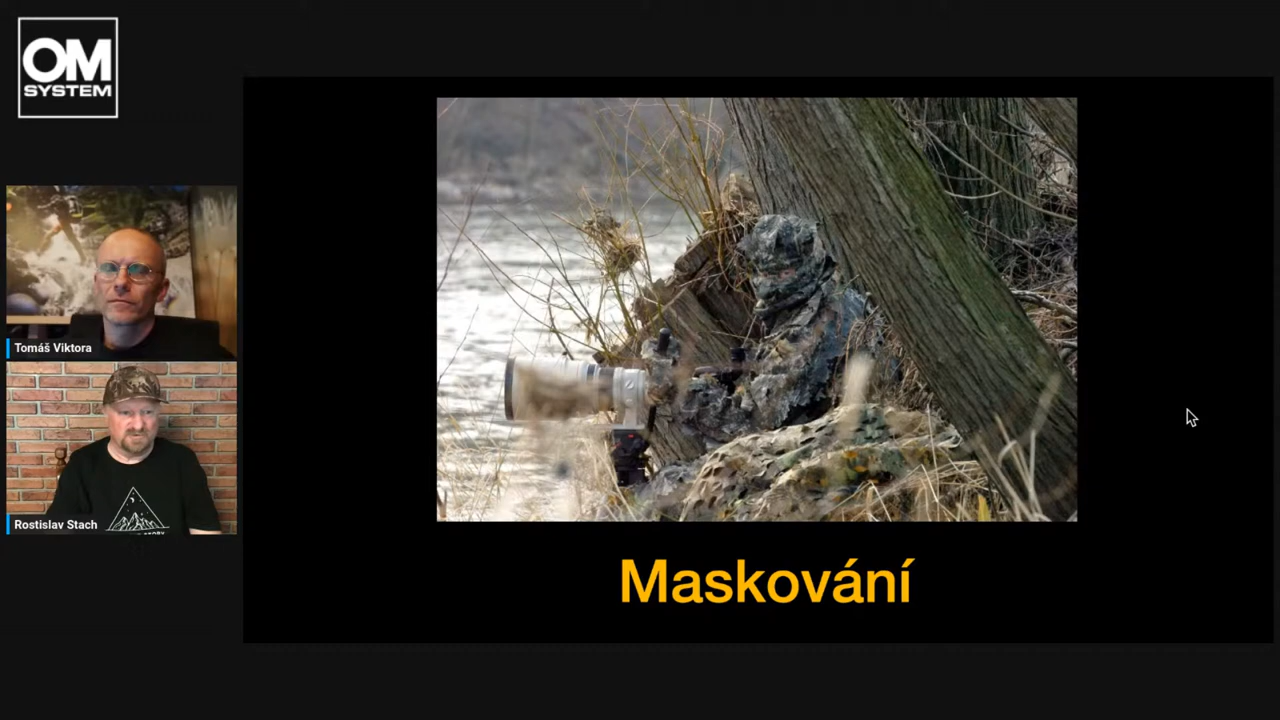 OM
SYSTEM
Tomáš Viktora
Rostislav Stach
Maskování